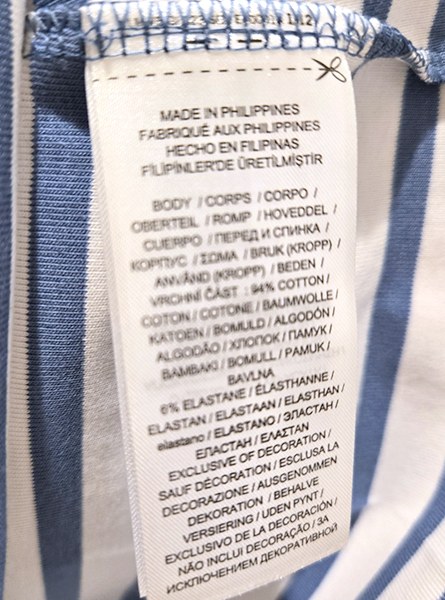 MADE IN PHILIPPINES
FABRIQUÉ AUX PHILIPPINES
HECHO EN FILIPINAS
FİLİPİNLER'DE ÜRETİLMİŞTİR
BODY / CORPS / CORPO /
OBERTEIL / ROMP / HOVEDDEL /
CUERPO / ПЕРЕД И СПИНКА /
КОРПУС / ΣΩΜΑ / BRUK (KROPP) /
ANVÄND (KROPP) / BEDEN /
VRCHNÍ ČÁST : 94% COTTON /
COTON / COTONE / BAUMWOLLE /
KATOEN / BOMULD / ALGODÓN /
ALGODÃO / ХЛОПОК / ПАМУК /
ΒΑΜΒΑΚΙ / BOMULL / PAMUK /
BAVLNA
6% ELASTANE / ÉLASTHANNE /
ELASTAN / ELASTAAN / ELASTHAN /
elastano / ELASTANO / ЭЛАСТАН /
ЕЛАСТАН / ΕΛΑΣΤΑΝ
EXCLUSIVE OF DECORATION /
SAUF DÉCORATION / ESCLUSA LA
DECORAZIONE / AUSGENOMMEN
DEKORATION / BEHALVE
VERSIERING / UDEN PYNT /
EXCLUSIVO DE LA DECORACIÓN /
NÃO INCLUI DECORAÇÃO / ЗА
ИСКЛЮЧЕНИЕМ ДЕКОРАТИВНОЙ